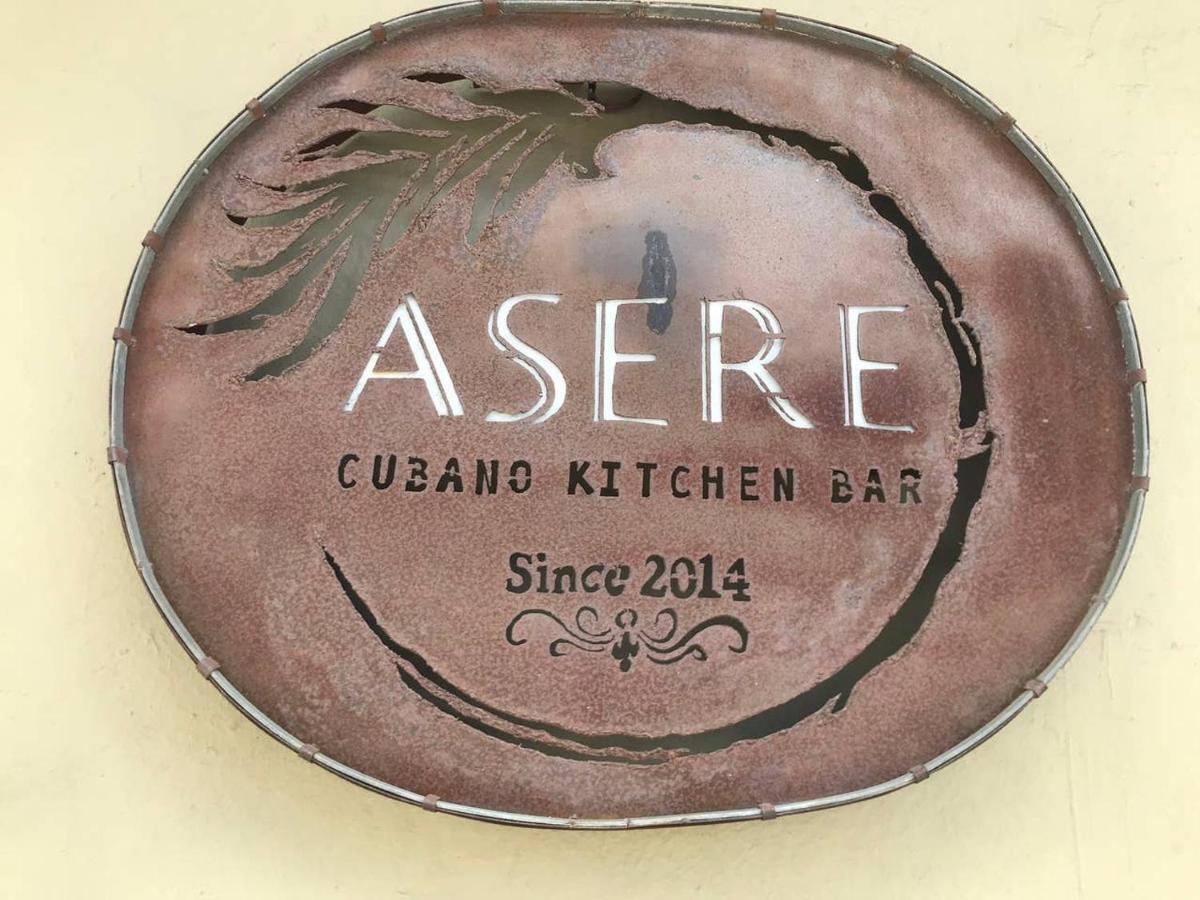 ASERE
CUBANO KITCHEN BAR
Since 2014